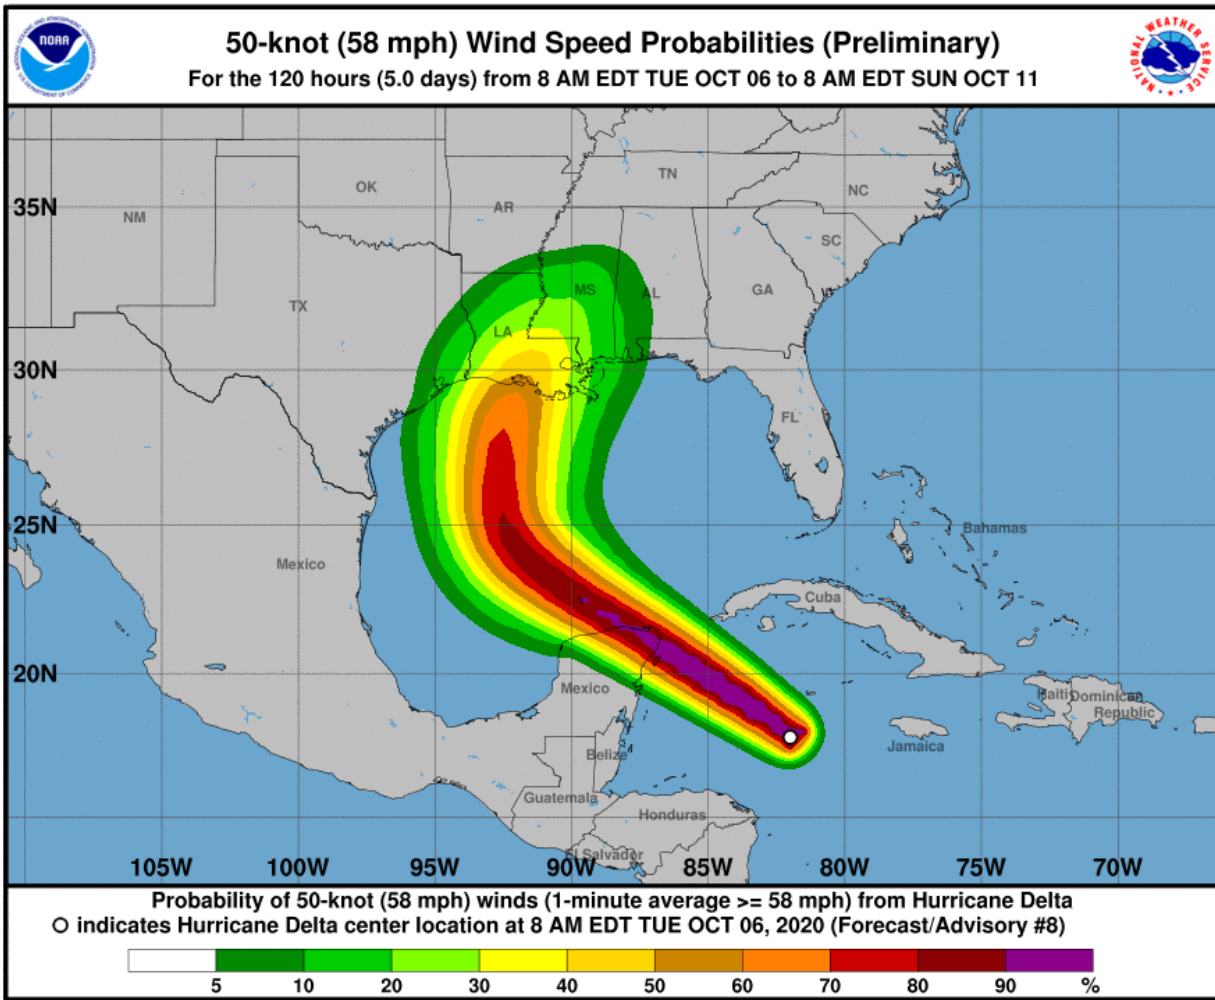 50-knot (58 mph) Wind Speed Probabilities (Preliminary)
For the 120 hours (5.0 days) from 8 AM EDT TUE OCT 06 to 8 AM EDT SUN OCT 11
NOAA
NATIONAL WEATHER SERVICE
TN
OK
NC
AR
35N
NM
SC
MS
AL
GA
TX
LA
30N
FL
25N
Bahamas
Mexico
Cuba
20N
Mexico
Haiti
Dominican
Republic
Jamaica
Belize
Guatemala
Honduras
El Salvador
105W 100W 95W 90W 85W 80W 75W 70W
Probability of 50-knot (58 mph) winds (1-minute average >= 58 mph) from Hurricane Delta
indicates Hurricane Delta center location at 8 AM EDT TUE OCT 06, 2020 (Forecast/Advisory #8)
5 10 20 30 40 50 60 70 80 90 %